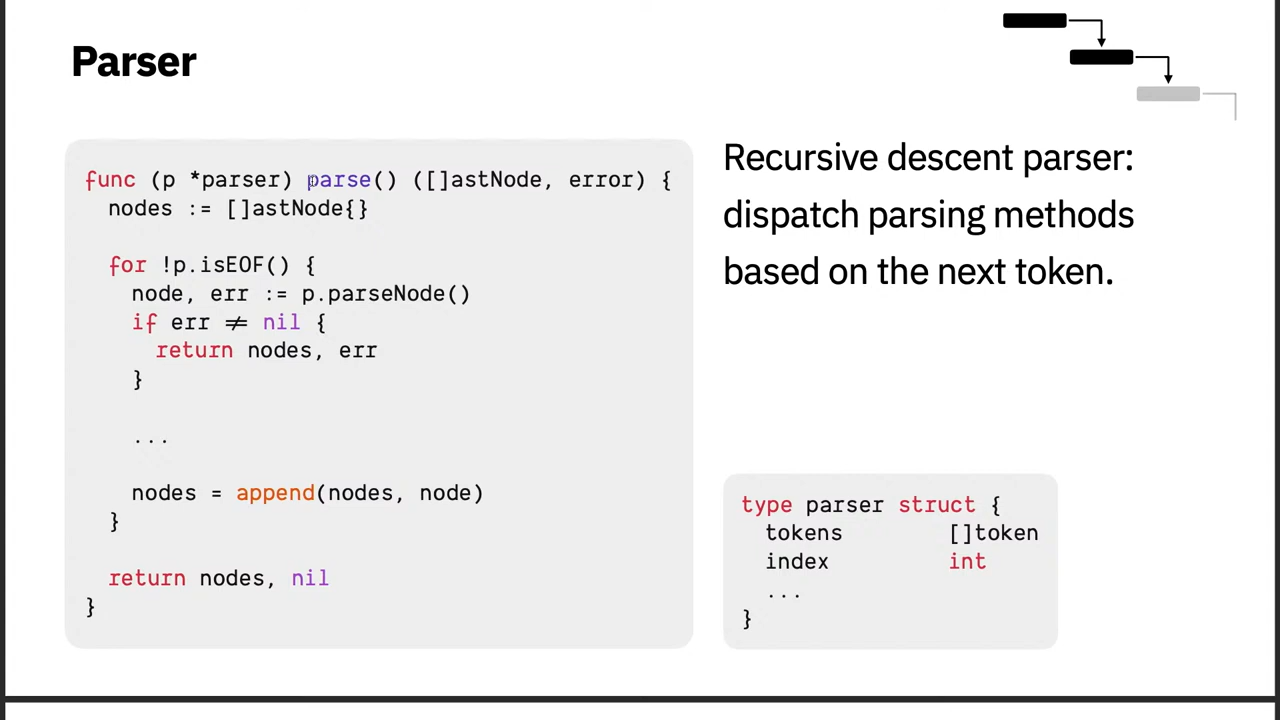 Parser
func (p *parser) parse() ([]astNode, error) {
  nodes := []astNode{}
  for !p.isEOF() {
    node, err := p.parseNode()
    if err ≠ nil {
      return nodes, err
    }
    ...
    nodes = append(nodes, node)
  }
  return nodes, nil
}
Recursive descent parser:
dispatch parsing methods
based on the next token.
type parser struct {
  tokens        []token
  index         int
  ...
}